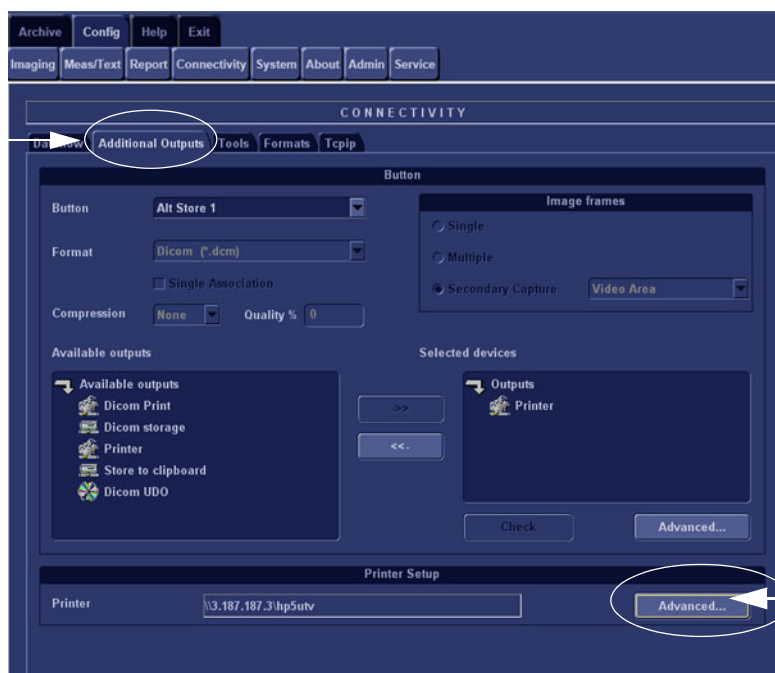 Archive Config Help Exit
Imaging Meas/Text Report Connectivity System About Admin Service
CONNECTIVITY
Dataflow Additional Outputs Tools Formats Tcpip
Button
Button Alt Store 1
Image frames
Single
Format Dicom (*.dcm)
Multiple
Single Association
Secondary Capture Video Area
Compression None Quality % 0
Available outputs
Selected devices
Available outputs
Outputs
Dicom Print
Printer
Dicom storage
->>
Printer
<<-
Store to clipboard
Dicom UDO
Check Advanced...
Printer Setup
Printer \\3.187.187.3\hp5utv Advanced...